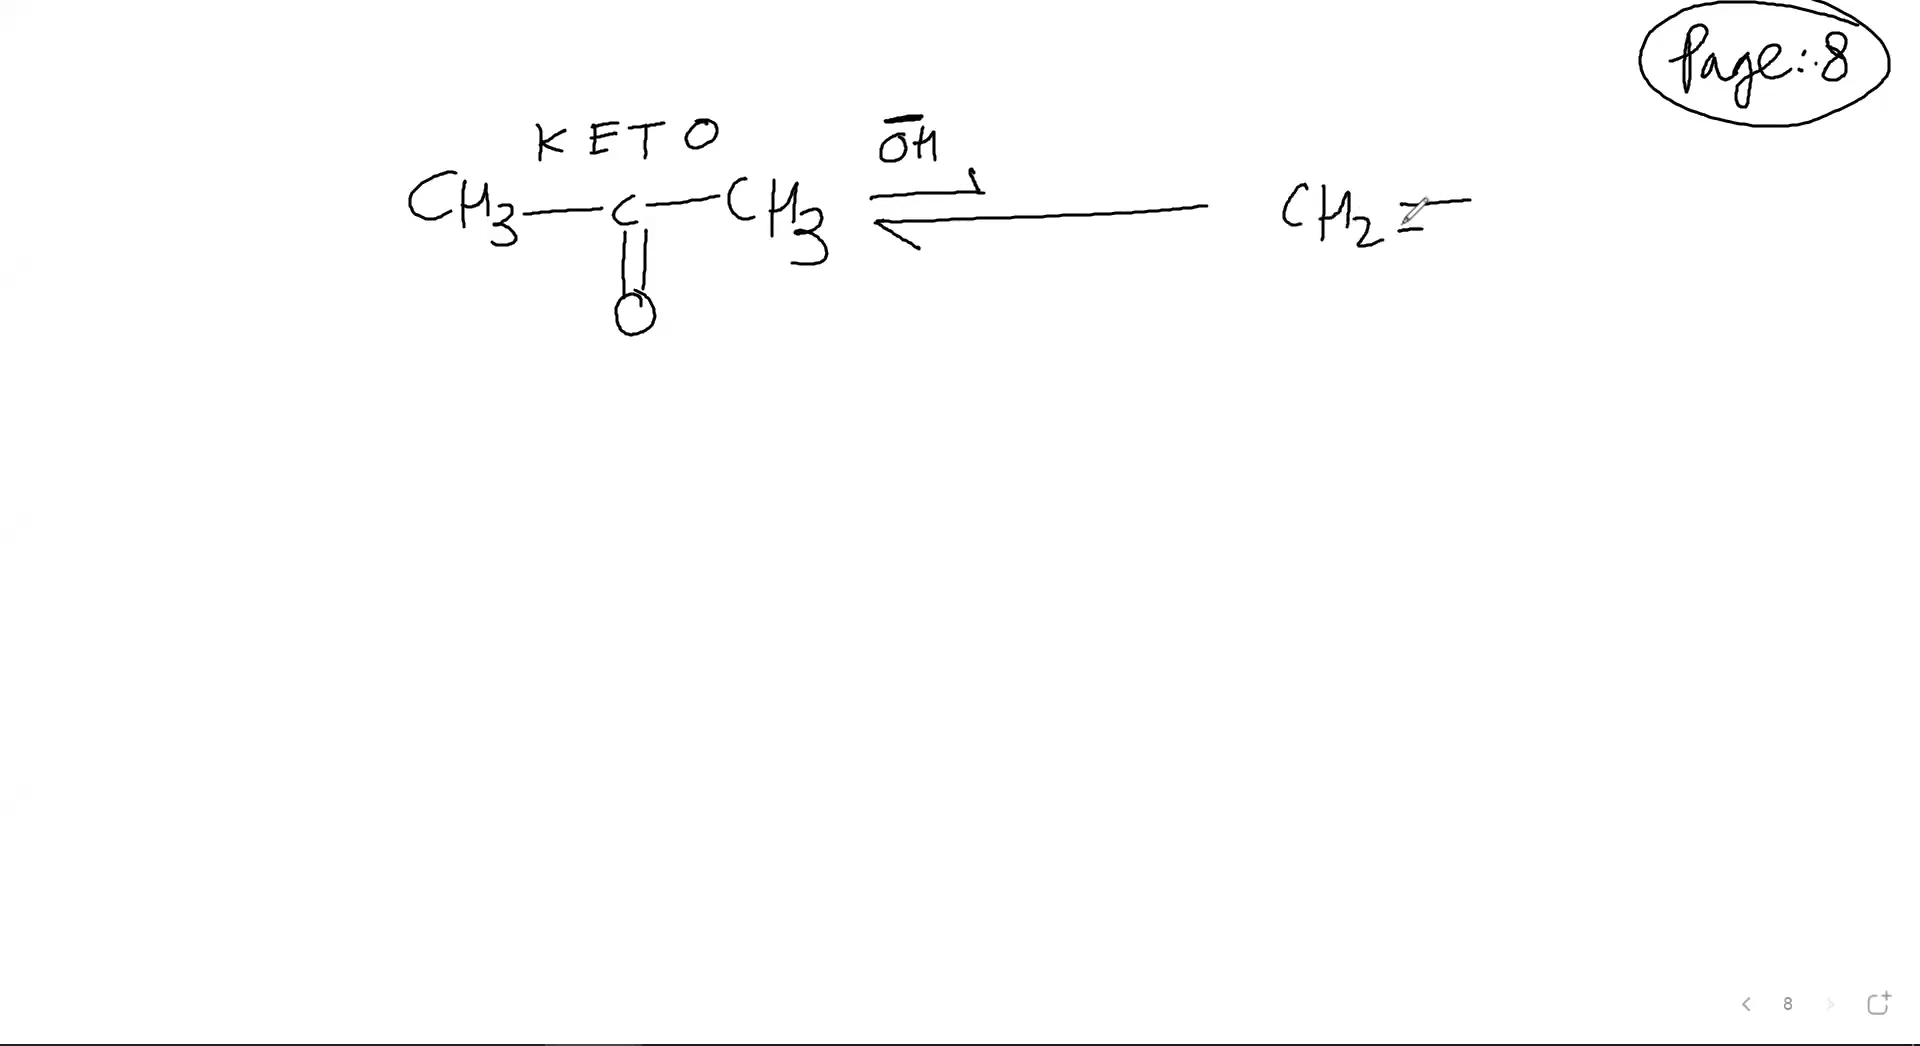 Page:-8
KETO
OH
CH3-C-CH3 CH2=
O
8